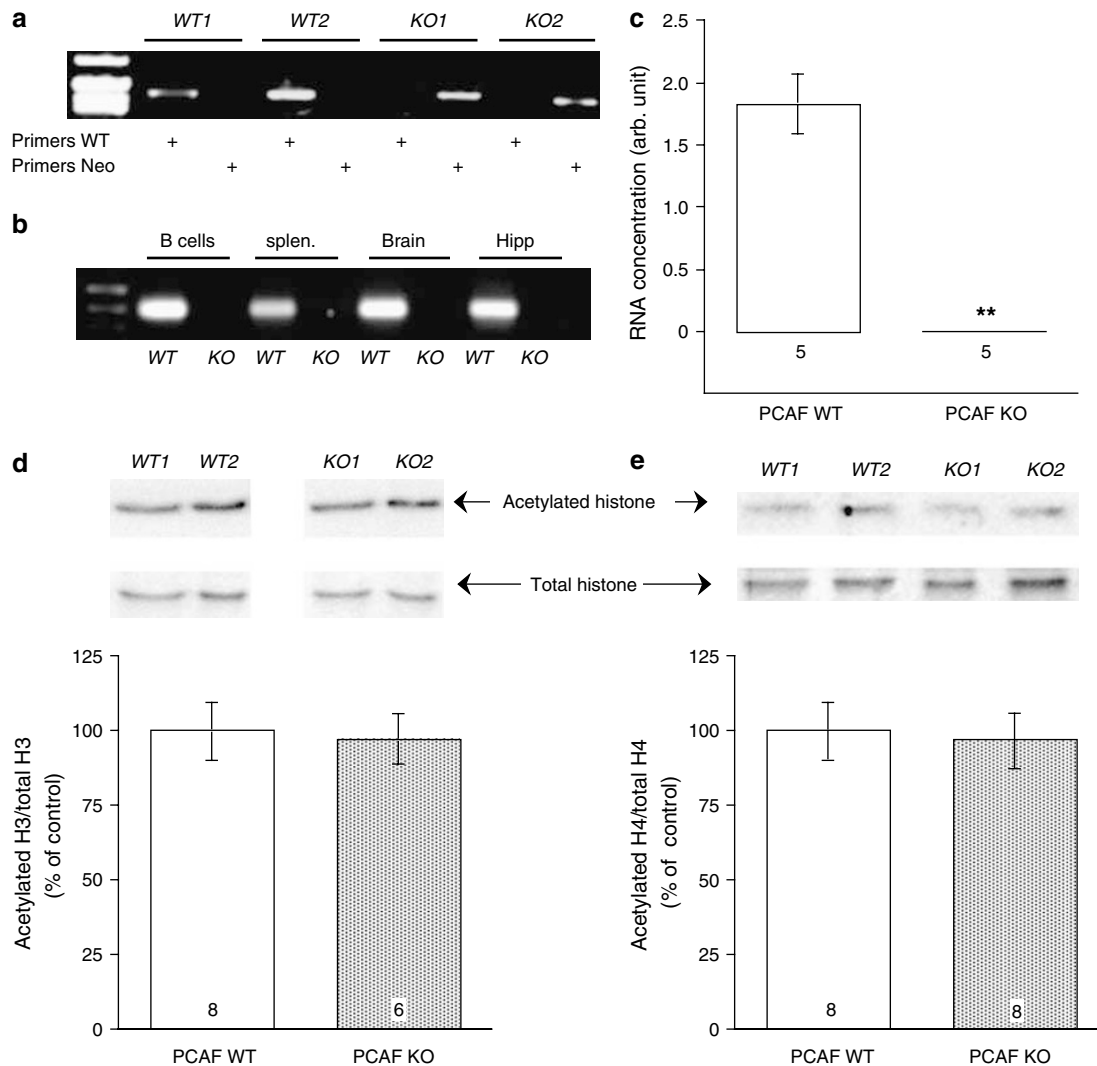 a
WT1 WT2 KO1 KO2
Primers WT + + + +
Primers Neo + + + +
b
B cells splen. Brain Hipp
WT KO WT KO WT KO WT KO
c
RNA concentration (arb. unit)
2.5
2.0
1.5
1.0
0.5
0
**
5 5
PCAF WT PCAF KO
d
WT1 WT2 KO1 KO2
e
WT1 WT2 KO1 KO2
Acetylated histone
Total histone
Acetylated H3/total H3
(% of control)
125
100
75
50
25
0
8 6
PCAF WT PCAF KO
Acetylated H4/total H4
(% of control)
125
100
75
50
25
0
8 8
PCAF WT PCAF KO